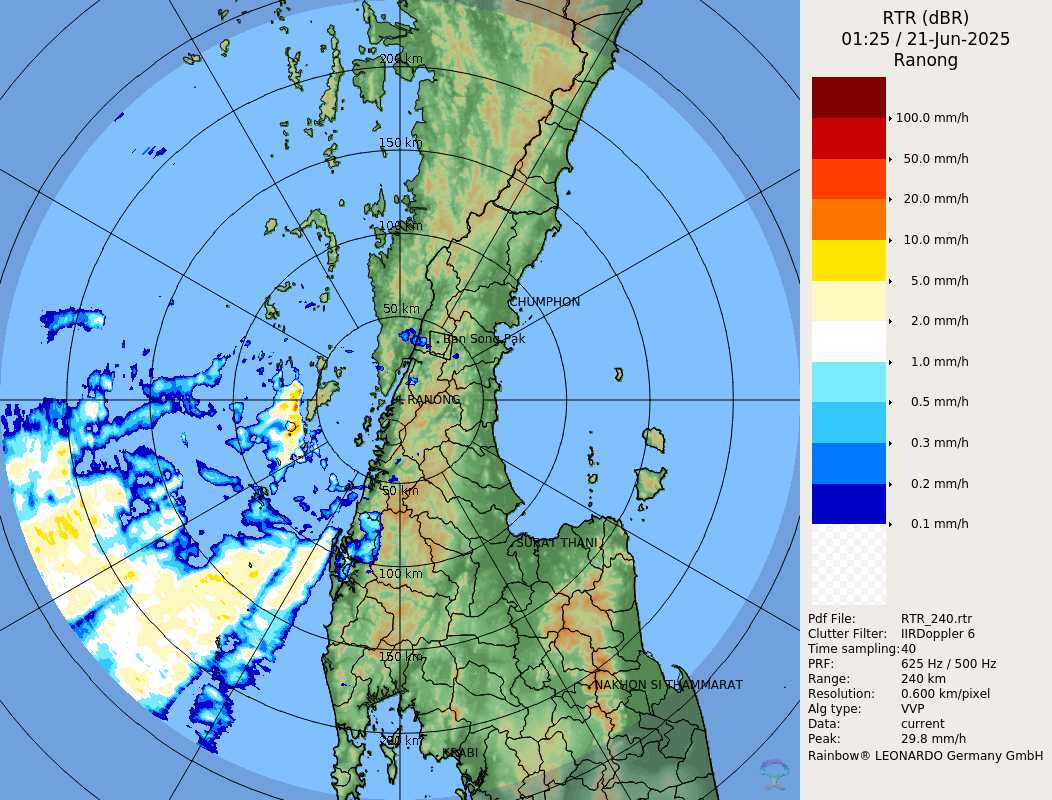 RTR (dBR)
01:25 / 21-Jun-2025
Ranong
100.0 mm/h
50.0 mm/h
20.0 mm/h
10.0 mm/h
5.0 mm/h
2.0 mm/h
1.0 mm/h
0.5 mm/h
0.3 mm/h
0.2 mm/h
0.1 mm/h
Pdf File: RTR_240.rtr
Clutter Filter: IIRDoppler 6
Time sampling:40
PRF: 625 Hz / 500 Hz
Range: 240 km
Resolution: 0.600 km/pixel
Alg type: VVP
Data: current
Peak: 29.8 mm/h
Rainbow® LEONARDO Germany GmbH
200 km
150 km
100 km
CHUMPHON
50 km
Ban Song Pak
RANONG
50 km
SURAT THANI
100 km
150 km
NAKHON SI THAMMARAT
200 km
KRABI